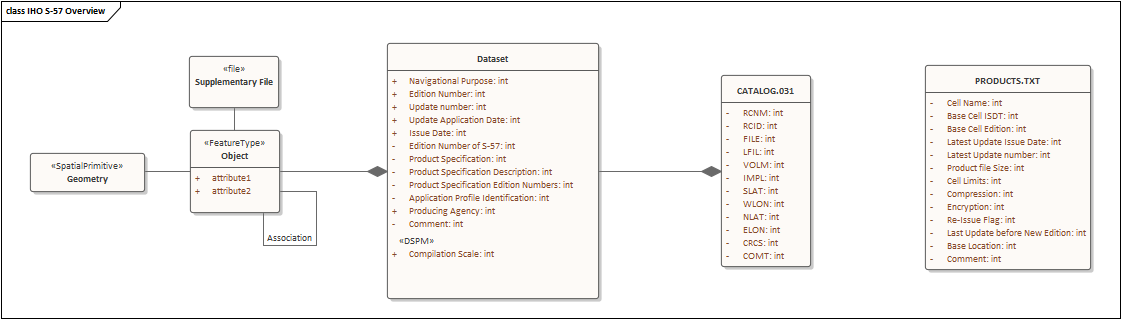 class IHO S-57 Overview
«file»
Supplementary File
«SpatialPrimitive»
Geometry
«FeatureType»
Object
+ attribute1
+ attribute2
Association
Dataset
+ Navigational Purpose: int
+ Edition Number: int
+ Update number: int
+ Update Application Date: int
+ Issue Date: int
- Edition Number of S-57: int
- Product Specification: int
- Product Specification Description: int
- Product Specification Edition Numbers: int
- Application Profile Identification: int
+ Producing Agency: int
- Comment: int
«DSPM»
+ Compilation Scale: int
CATALOG.031
- RCNM: int
- RCID: int
- FILE: int
- LFIL: int
- VOLM: int
- IMPL: int
- SLAT: int
- WLON: int
- NLAT: int
- ELON: int
- CRCS: int
- COMT: int
PRODUCTS.TXT
- Cell Name: int
- Base Cell ISDT: int
- Base Cell Edition: int
- Latest Update Issue Date: int
- Latest Update number: int
- Product file Size: int
- Cell Limits: int
- Compression: int
- Encryption: int
- Re-Issue Flag: int
- Last Update before New Edition: int
- Base Location: int
- Comment: int